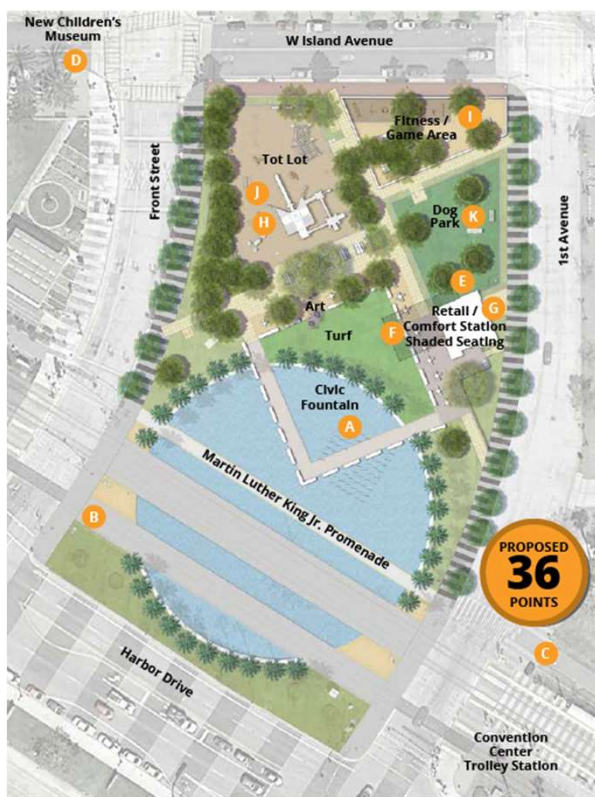 New Children's
Museum
D
W Island Avenue
I
Fitness /
Game Area
Tot Lot
Front Street
J
H
1st Avenue
Dog
Park
K
E
Art
G
Retail /
Comfort Station
Shaded Seating
F
Turf
Civic
Fountain
A
Martin Luther King Jr. Promenade
B
PROPOSED
36
POINTS
C
Harbor Drive
Convention
Center
Trolley Station